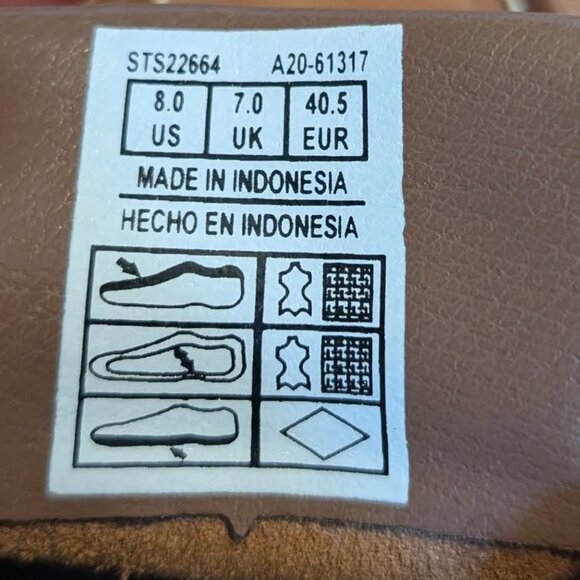 STS22664 A20-61317
8.0 7.0 40.5
US UK EUR
MADE IN INDONESIA
HECHO EN INDONESIA